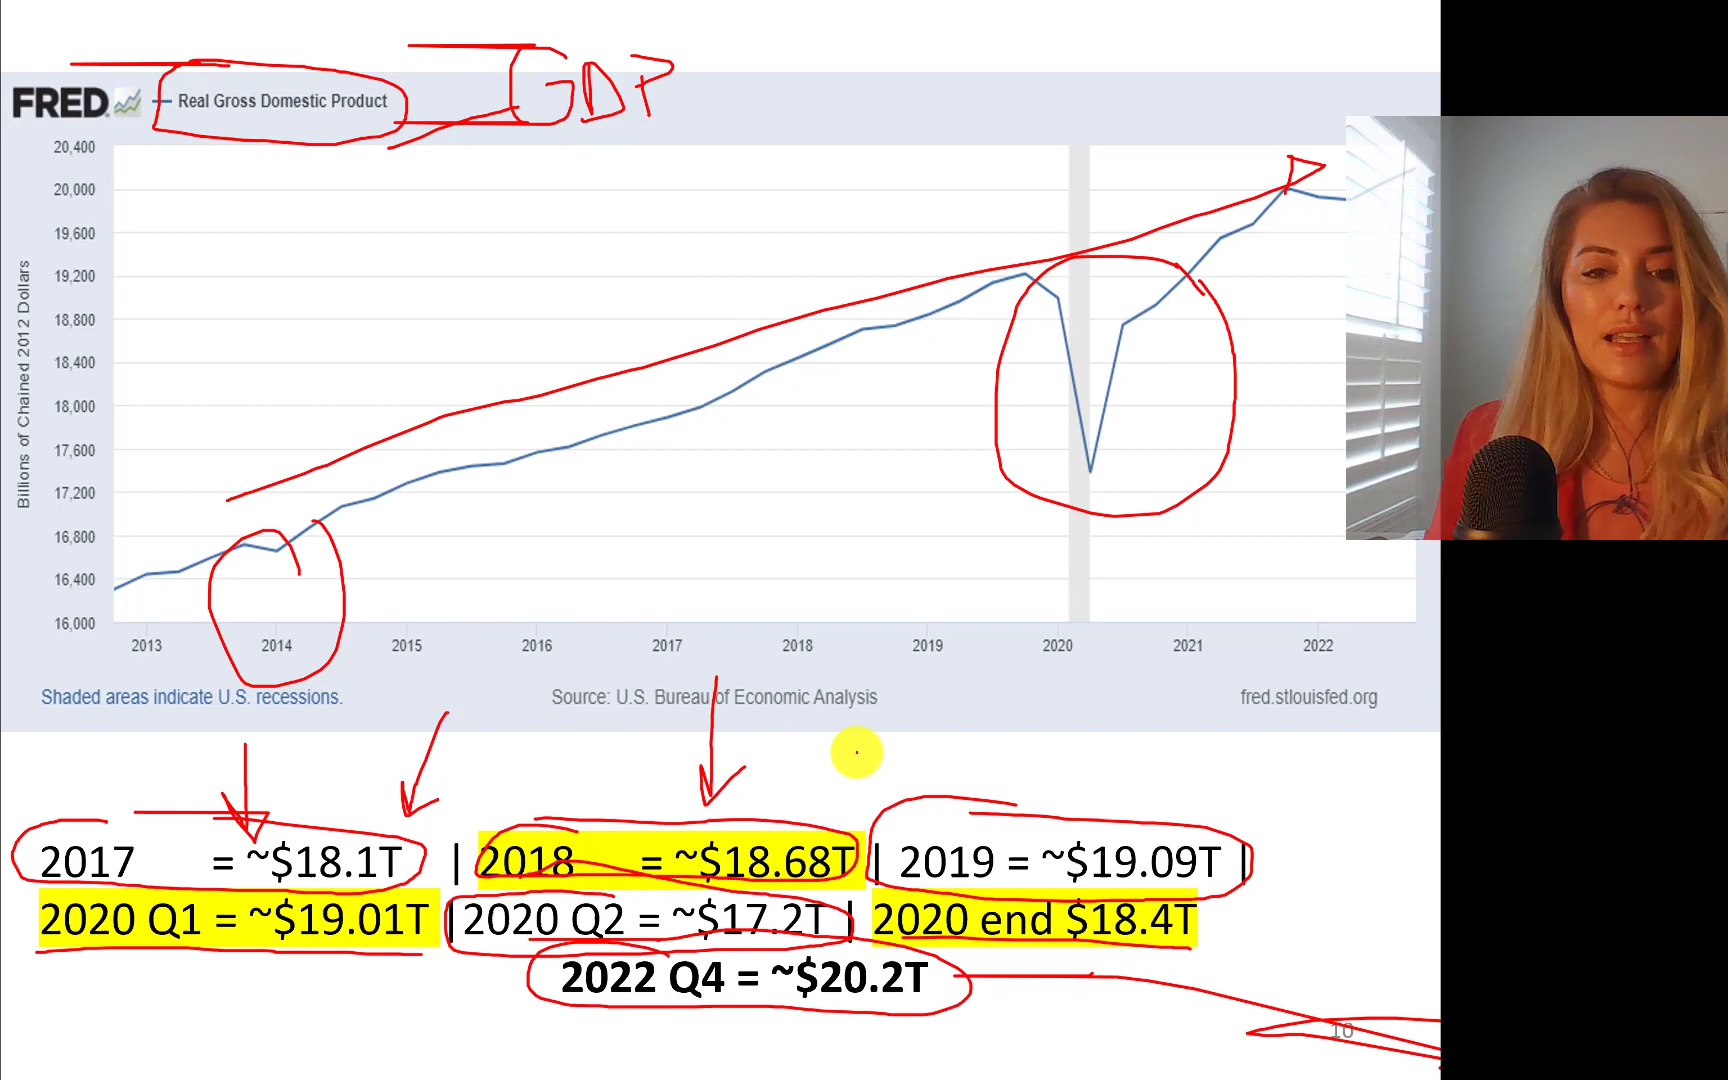 GDP
FRED — Real Gross Domestic Product
20,400
20,000
19,600
19,200
18,800
18,400
18,000
17,600
17,200
16,800
16,400
16,000
Billions of Chained 2012 Dollars
2013 2014 2015 2016 2017 2018 2019 2020 2021 2022
Shaded areas indicate U.S. recessions. Source: U.S. Bureau of Economic Analysis fred.stlouisfed.org
2017 = ~$18.1T | 2018 = ~$18.68T | 2019 = ~$19.09T |
2020 Q1 = ~$19.01T | 2020 Q2 = ~$17.2T | 2020 end $18.4T
2022 Q4 = ~$20.2T
10